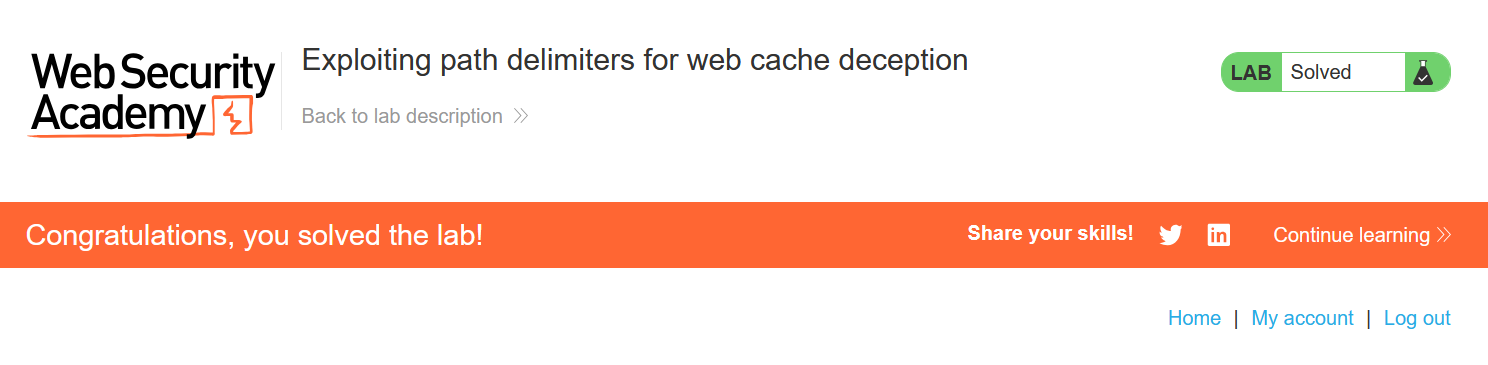 Web Security
Academy
Exploiting path delimiters for web cache deception
Back to lab description
LAB Solved
Congratulations, you solved the lab!
Share your skills!
Continue learning
Home | My account | Log out